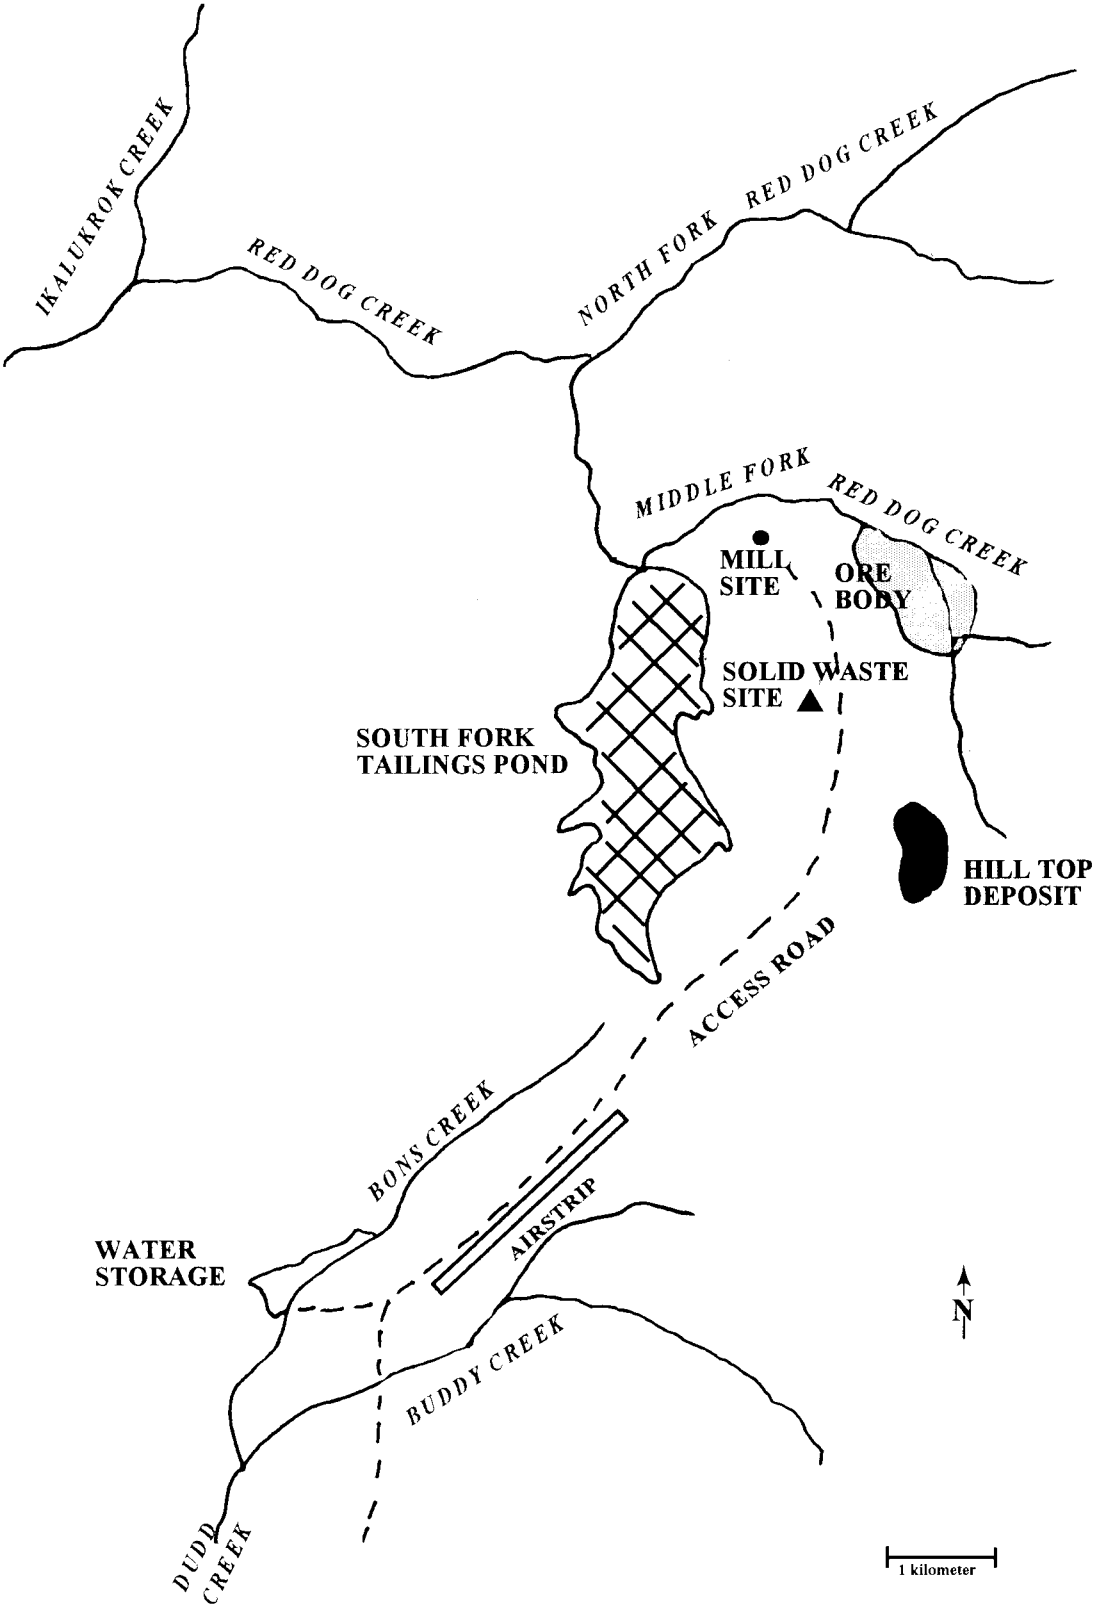 IKALUKROK CREEK
RED DOG CREEK
NORTH FORK RED DOG CREEK
MIDDLE FORK RED DOG CREEK
MILL
SITE
ORE
BODY
SOLID WASTE
SITE
SOUTH FORK
TAILINGS POND
HILL TOP
DEPOSIT
ACCESS ROAD
BONS CREEK
AIRSTRIP
WATER
STORAGE
N
BUDDY CREEK
DUDD
CREEK
1 kilometer